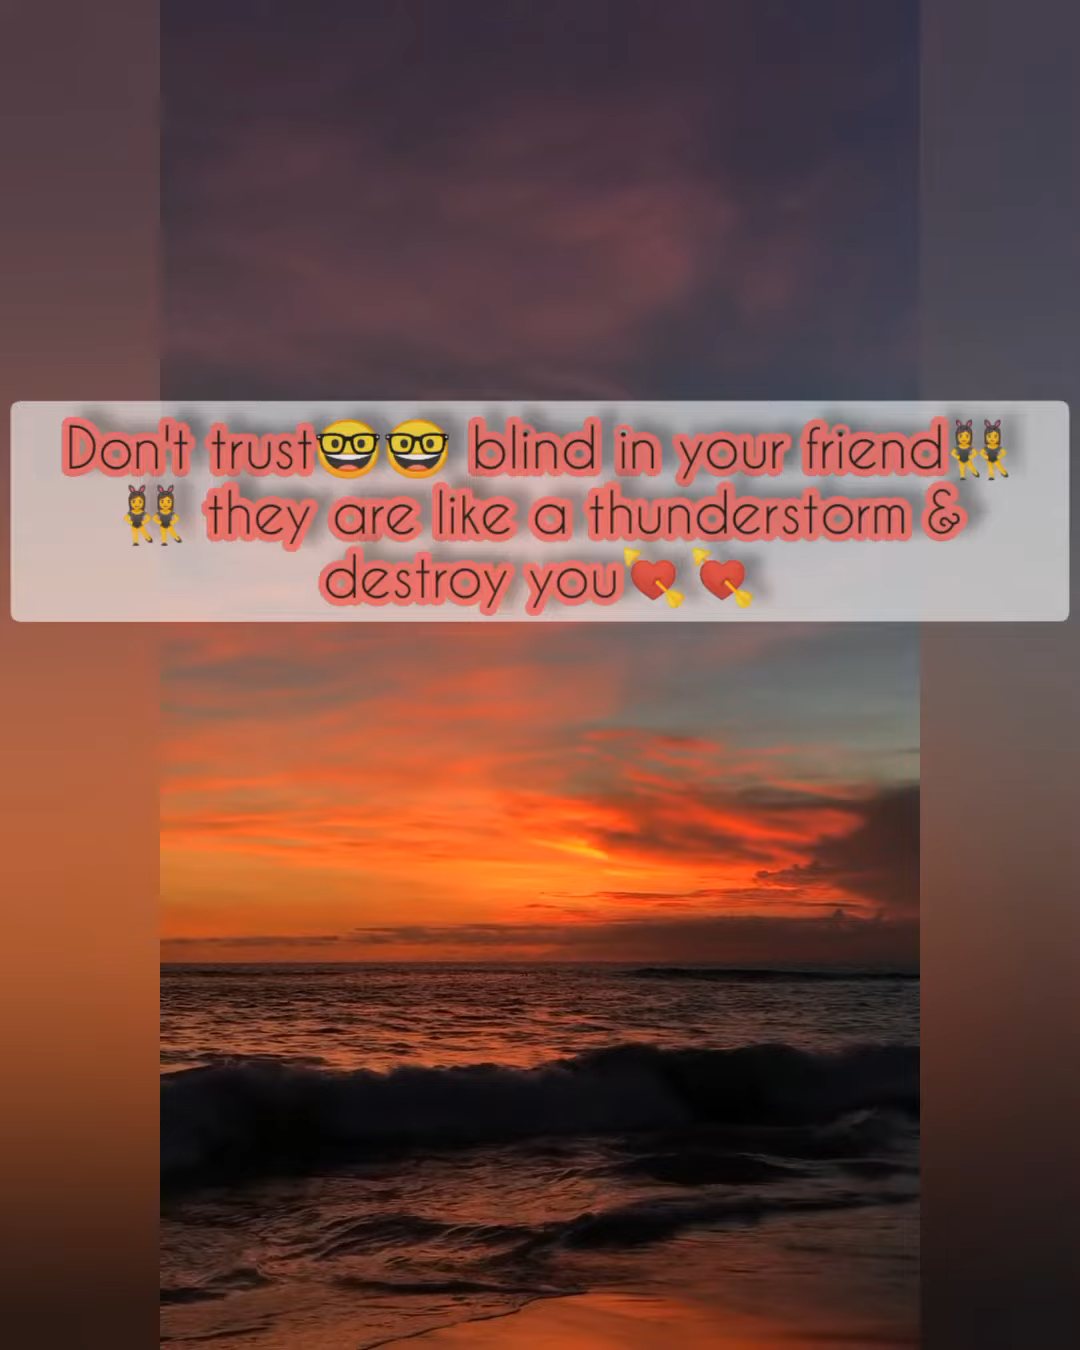 Don't trust🤓🤓 blind in your friend👯
👯 they are like a thunderstorm &
destroy you💘💘